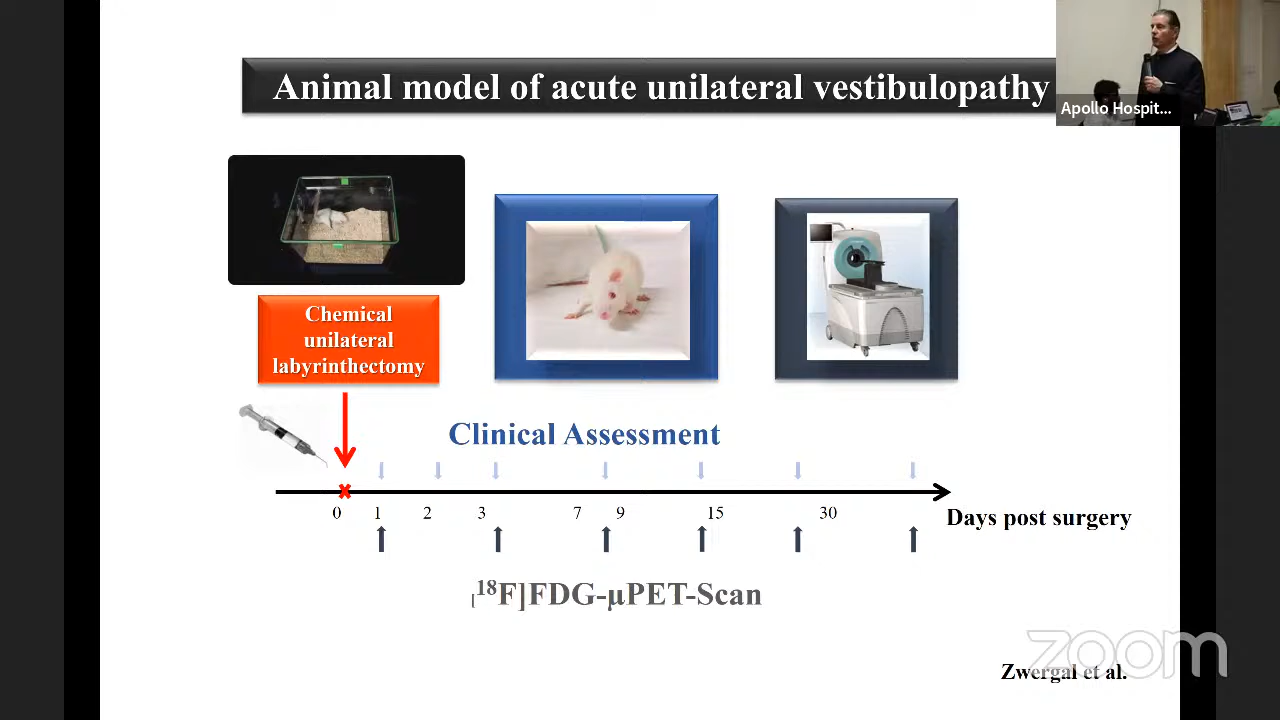 Animal model of acute unilateral vestibulopathy
Apollo Hospit...
Chemical
unilateral
labyrinthectomy
Clinical Assessment
0 1 2 3 7 9 15 30
Days post surgery
[¹⁸F]FDG-µPET-Scan
zoom
Zwergal et al.